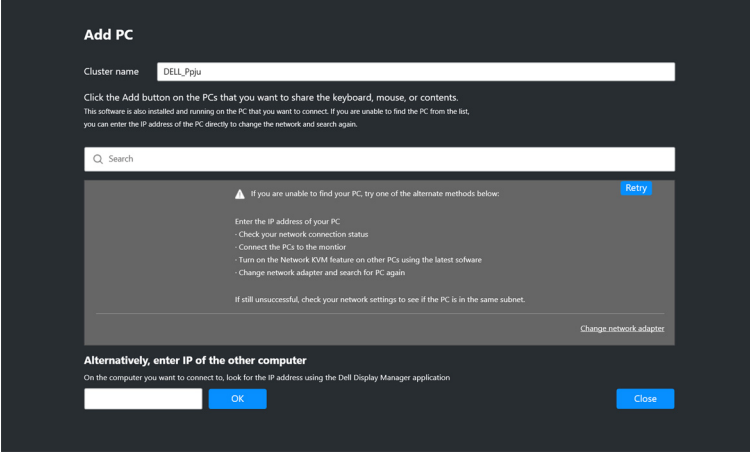 Add PC
Cluster name
DELL_Ppju
Click the Add button on the PCs that you want to share the keyboard, mouse, or contents.
This software is also installed and running on the PC that you want to connect. If you are unable to find the PC from the list,
you can enter the IP address of the PC directly to change the network and search again.
Search
If you are unable to find your PC, try one of the alternate methods below:
Retry
Enter the IP address of your PC
· Check your network connection status
· Connect the PCs to the montior
· Turn on the Network KVM feature on other PCs using the latest sofware
· Change network adapter and search for PC again
If still unsuccessful, check your network settings to see if the PC is in the same subnet.
Change network adapter
Alternatively, enter IP of the other computer
On the computer you want to connect to, look for the IP address using the Dell Display Manager application
OK
Close